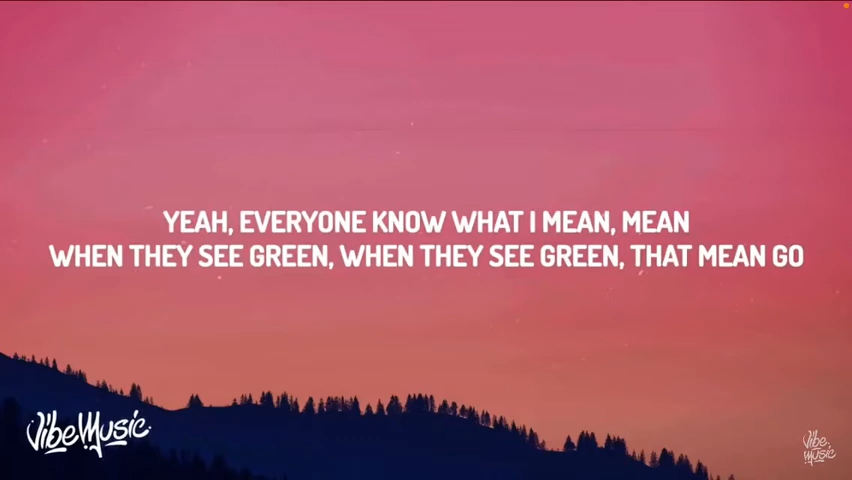 YEAH, EVERYONE KNOW WHAT I MEAN, MEAN
WHEN THEY SEE GREEN, WHEN THEY SEE GREEN, THAT MEAN GO
VibeMusic
Vibe
Music